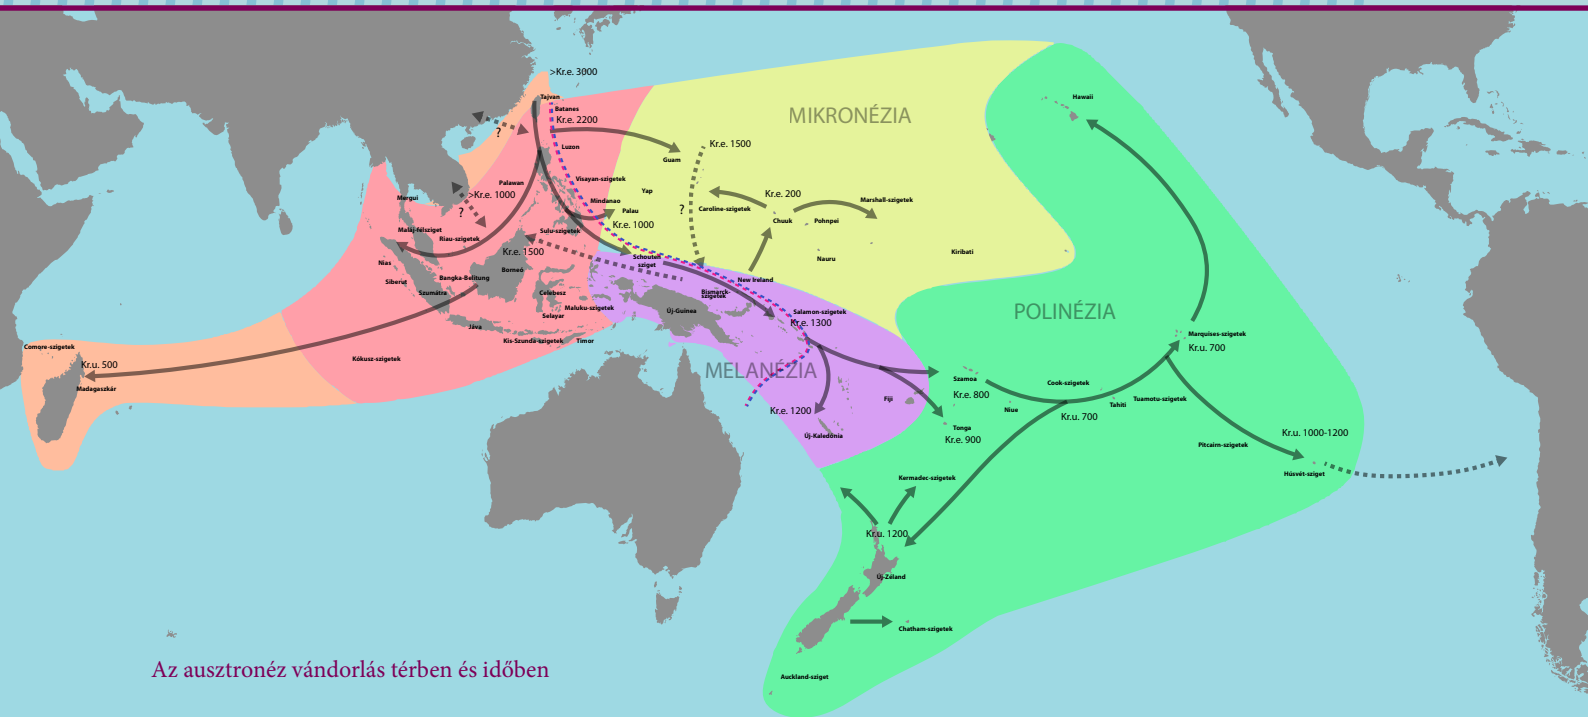 >Kr.e. 3000
Tajvan
Batanes
Kr.e. 2200
Luzon
?
Palawan
>Kr.e. 1000
?
Mergui
Maláj-félsziget
Riau-szigetek
Nias
Siberut
Szumátra
Bangka-Belitung
Borneó
Kr.e. 1500
Sulu-szigetek
Visayan-szigetek
Mindanao
Palau
Kr.e. 1000
Yap
Guam
MIKRONÉZIA
Kr.e. 1500
?
Caroline-szigetek
Kr.e. 200
Chuuk
Pohnpei
Marshall-szigetek
Nauru
Kiribati
Hawaii
Schouten
sziget
New Ireland
Bismarck-
szigetek
Új-Guinea
Salamon-szigetek
Kr.e. 1300
Celebesz
Maluku-szigetek
Selayar
Jáva
Kis-Szunda-szigetek
Timor
Kókusz-szigetek
Comore-szigetek
Kr.u. 500
Madagaszkár
MELANÉZIA
Kr.e. 1200
Új-Kaledónia
Fiji
POLINÉZIA
Szamoa
Kr.e. 800
Tonga
Kr.e. 900
Niue
Cook-szigetek
Kr.u. 700
Tahiti
Tuamotu-szigetek
Marquises-szigetek
Kr.u. 700
Pitcairn-szigetek
Kr.u. 1000-1200
Húsvét-sziget
Kermadec-szigetek
Kr.u. 1200
Új-Zéland
Chatham-szigetek
Auckland-sziget
Az ausztronéz vándorlás térben és időben